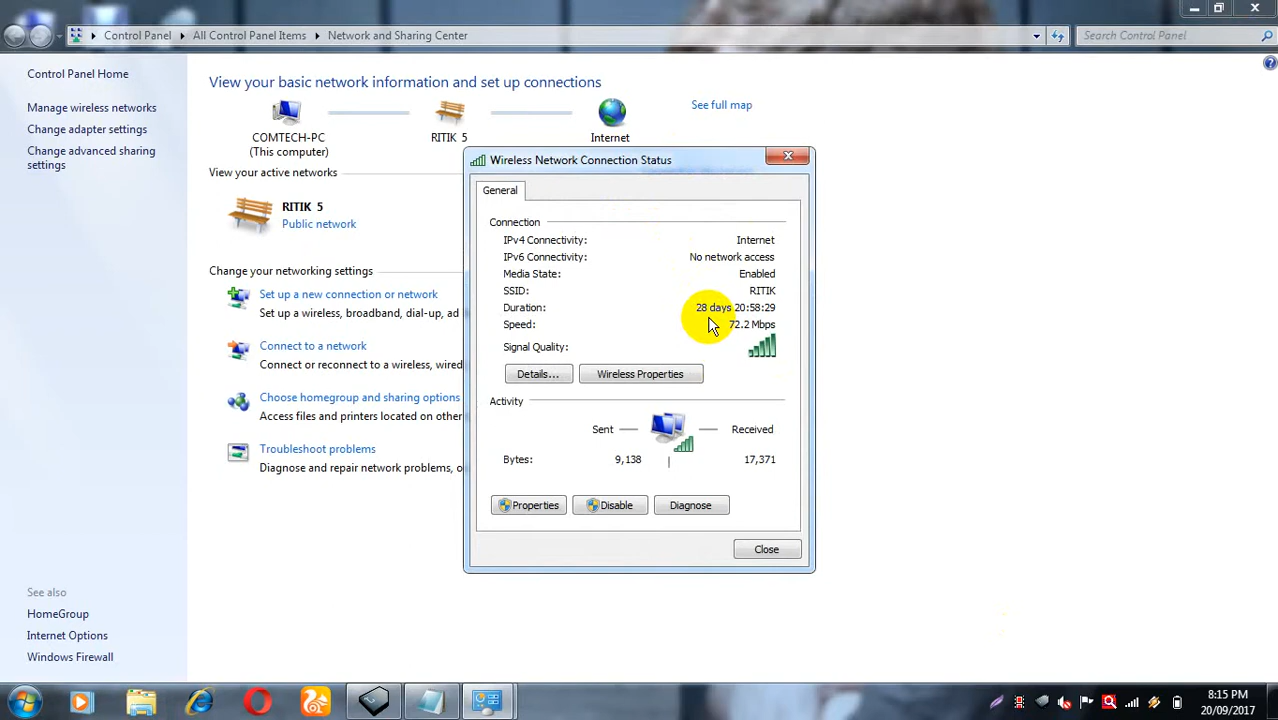 Control Panel
All Control Panel Items
Network and Sharing Center
Search Control Panel
Control Panel Home
Manage wireless networks
Change adapter settings
Change advanced sharing
settings
View your basic network information and set up connections
COMTECH-PC
(This computer)
RITIK 5
Internet
See full map
View your active networks
RITIK 5
Public network
Change your networking settings
Set up a new connection or network
Set up a wireless, broadband, dial-up, ad
Connect to a network
Connect or reconnect to a wireless, wired
Choose homegroup and sharing options
Access files and printers located on other
Troubleshoot problems
Diagnose and repair network problems, o
Wireless Network Connection Status
General
Connection
IPv4 Connectivity: Internet
IPv6 Connectivity: No network access
Media State: Enabled
SSID: RITIK
Duration: 28 days 20:58:29
Speed: 72.2 Mbps
Signal Quality:
Details...
Wireless Properties
Activity
Sent
Received
Bytes: 9,138 17,371
Properties
Disable
Diagnose
Close
See also
HomeGroup
Internet Options
Windows Firewall
8:15 PM
20/09/2017